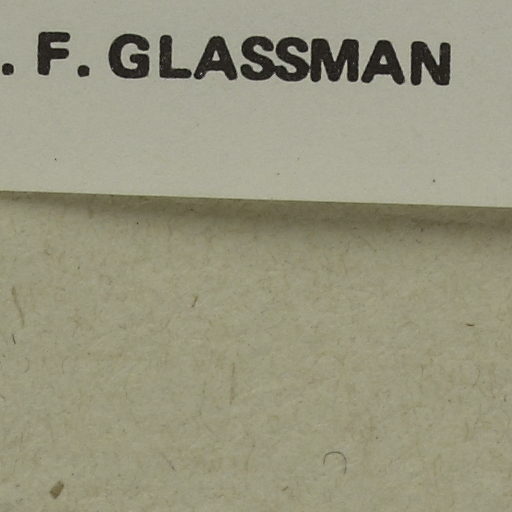 . F. GLASSMAN